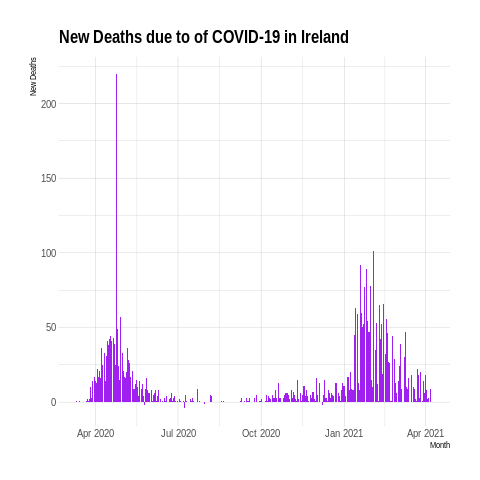 New Deaths due to of COVID-19 in Ireland
New Deaths
200
150
100
50
0
Apr 2020 Jul 2020 Oct 2020 Jan 2021 Apr 2021
Month